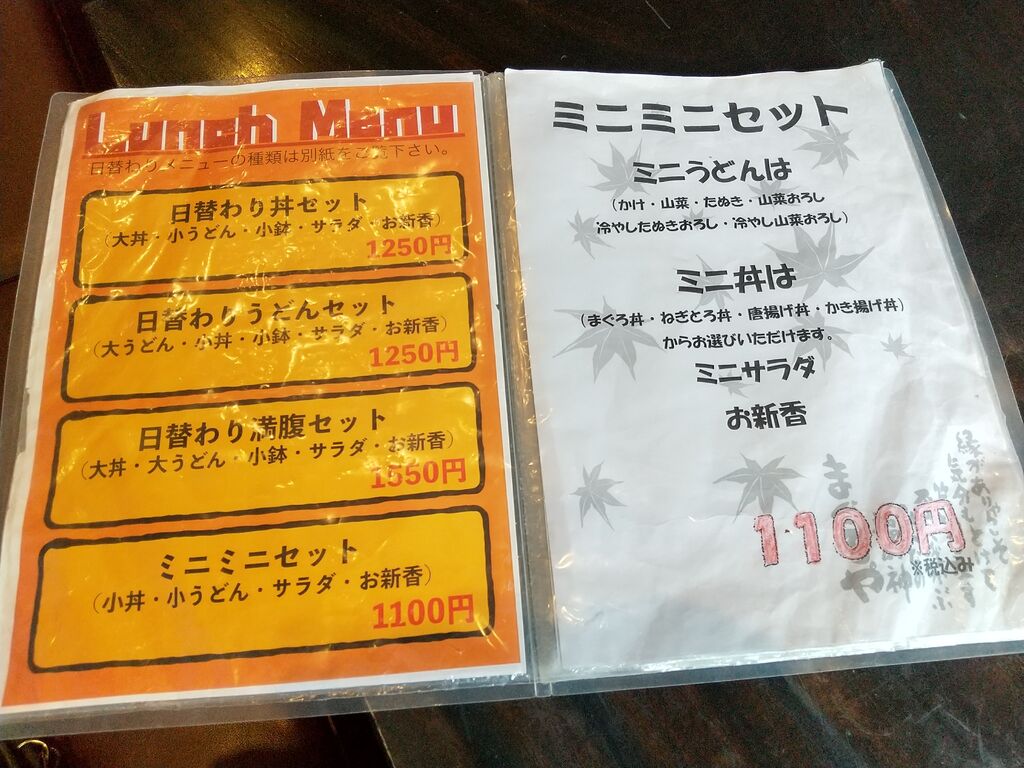 Lunch Menu
日替わりメニューの種類は別紙をご覧下さい。
日替わり丼セット
(大丼・小うどん・小鉢・サラダ・お新香)
1250円
日替わりうどんセット
(大うどん・小丼・小鉢・サラダ・お新香)
1250円
日替わり満腹セット
(大丼・大うどん・小鉢・サラダ・お新香)
1550円
ミニミニセット
(小丼・小うどん・サラダ・お新香)
1100円
ミニミニセット
ミニうどんは
(かけ・山菜・たぬき・山菜おろし
冷やしたぬきおろし・冷やし山菜おろし)
ミニ丼は
(まぐろ丼・ねぎとろ丼・唐揚げ丼・かき揚げ丼)
からお選びいただけます。
ミニサラダ
お新香
1100円
※税込み